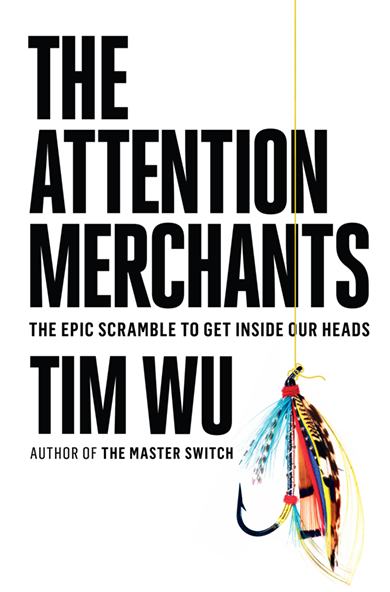 THE
ATTENTION
MERCHANTS
THE EPIC SCRAMBLE TO GET INSIDE OUR HEADS
TIM WU
AUTHOR OF THE MASTER SWITCH